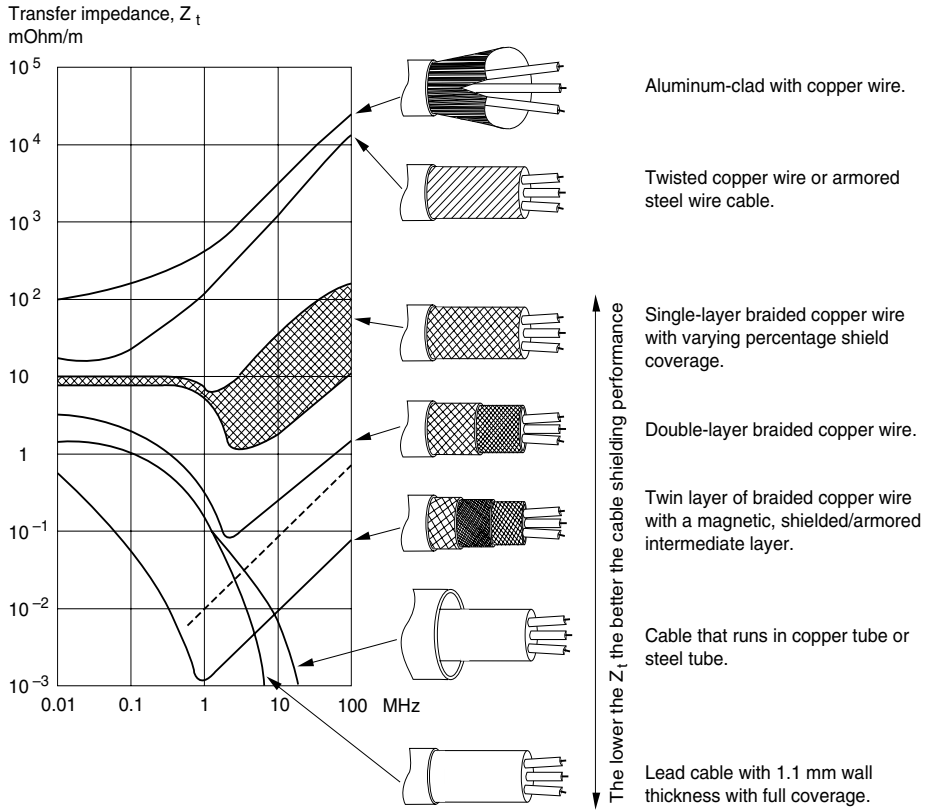 Transfer impedance, Z t
mOhm/m
10 5
10 4
10 3
10 2
10
1
10 –1
10 –2
10 –3
0.01 0.1 1 10 100 MHz
Aluminum-clad with copper wire.
Twisted copper wire or armored
steel wire cable.
Single-layer braided copper wire
with varying percentage shield
coverage.
Double-layer braided copper wire.
Twin layer of braided copper wire
with a magnetic, shielded/armored
intermediate layer.
Cable that runs in copper tube or
steel tube.
Lead cable with 1.1 mm wall
thickness with full coverage.
The lower the Z t the better the cable shielding performance